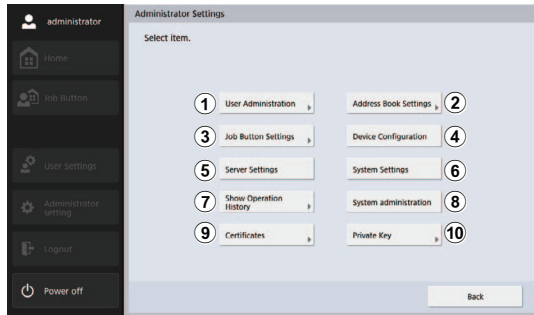 administrator
Home
Job Button
User Settings
Administrator
setting
Logout
Power off
Administrator Settings
Select item.
1 User Administration
Address Book Settings 2
3 Job Button Settings
Device Configuration 4
5 Server Settings
System Settings 6
7 Show Operation
History
System administration 8
9 Certificates
Private Key 10
Back